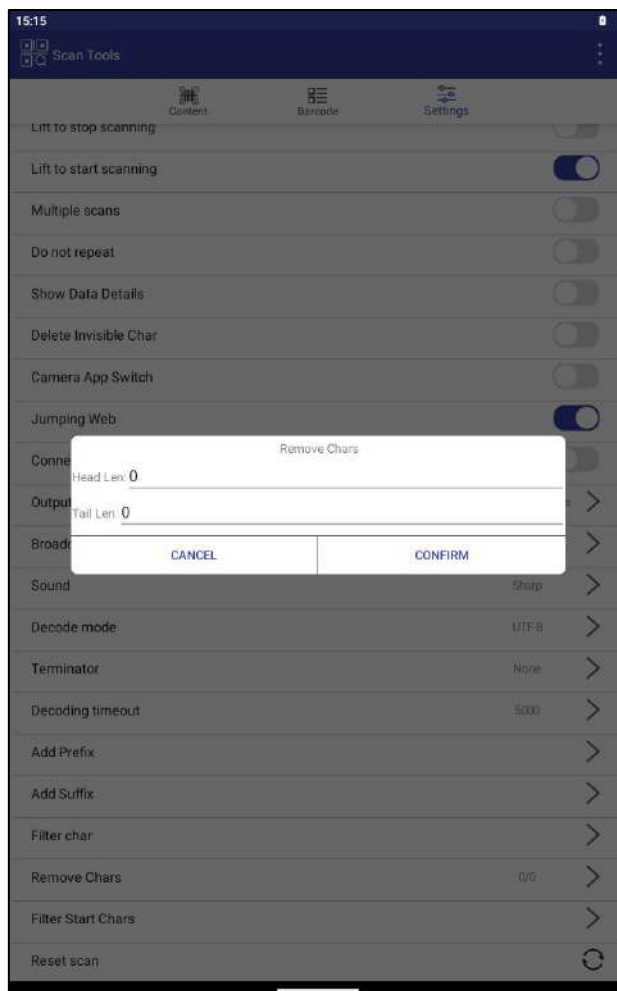 15:15
Scan Tools
Content Barcode Settings
Lift to stop scanning
Lift to start scanning
Multiple scans
Do not repeat
Show Data Details
Delete Invisible Char
Camera App Switch
Jumping Web
Remove Chars
Conne
Head Len: 0
Output
Tail Len: 0
Broadc
CANCEL CONFIRM
Sound Sharp
Decode mode UTF-8
Terminator None
Decoding timeout 5000
Add Prefix
Add Suffix
Filter char
Remove Chars 0/0
Filter Start Chars
Reset scan